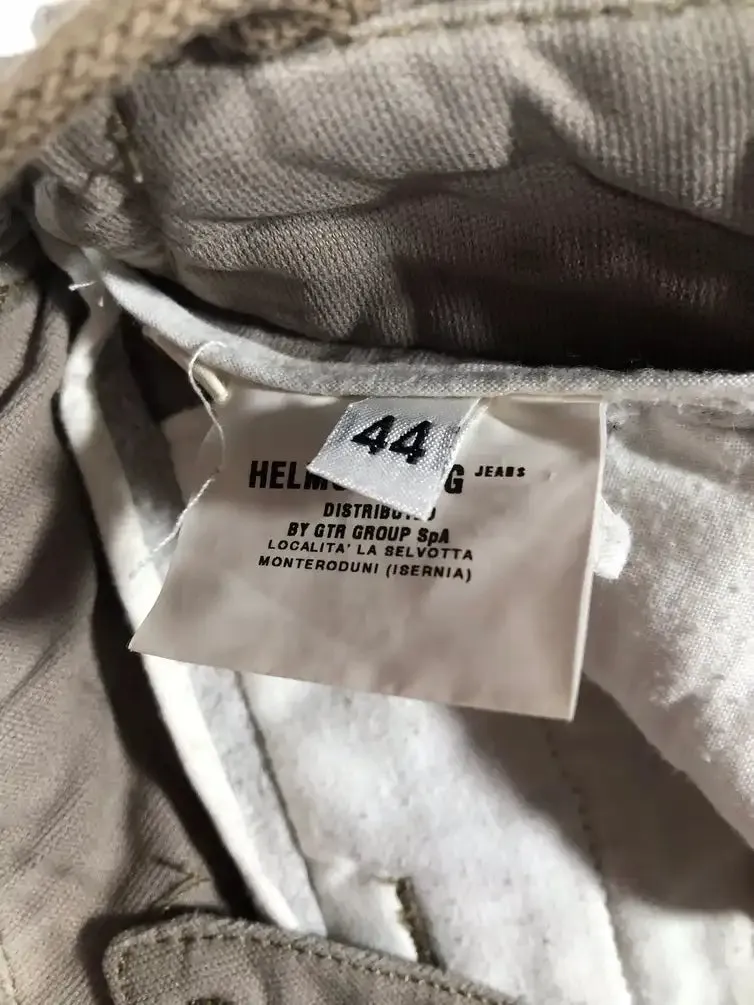 44
JEANS
BY GTR GROUP SpA
LOCALITA' LA SELVOTTA
MONTERODUNI (ISERNIA)